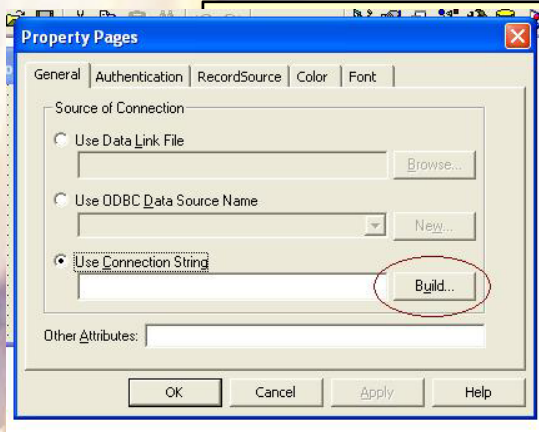 Property Pages
General Authentication RecordSource Color Font
Source of Connection
Use Data Link File
Browse...
Use ODBC Data Source Name
New...
Use Connection String
Build...
Other Attributes:
OK Cancel Apply Help